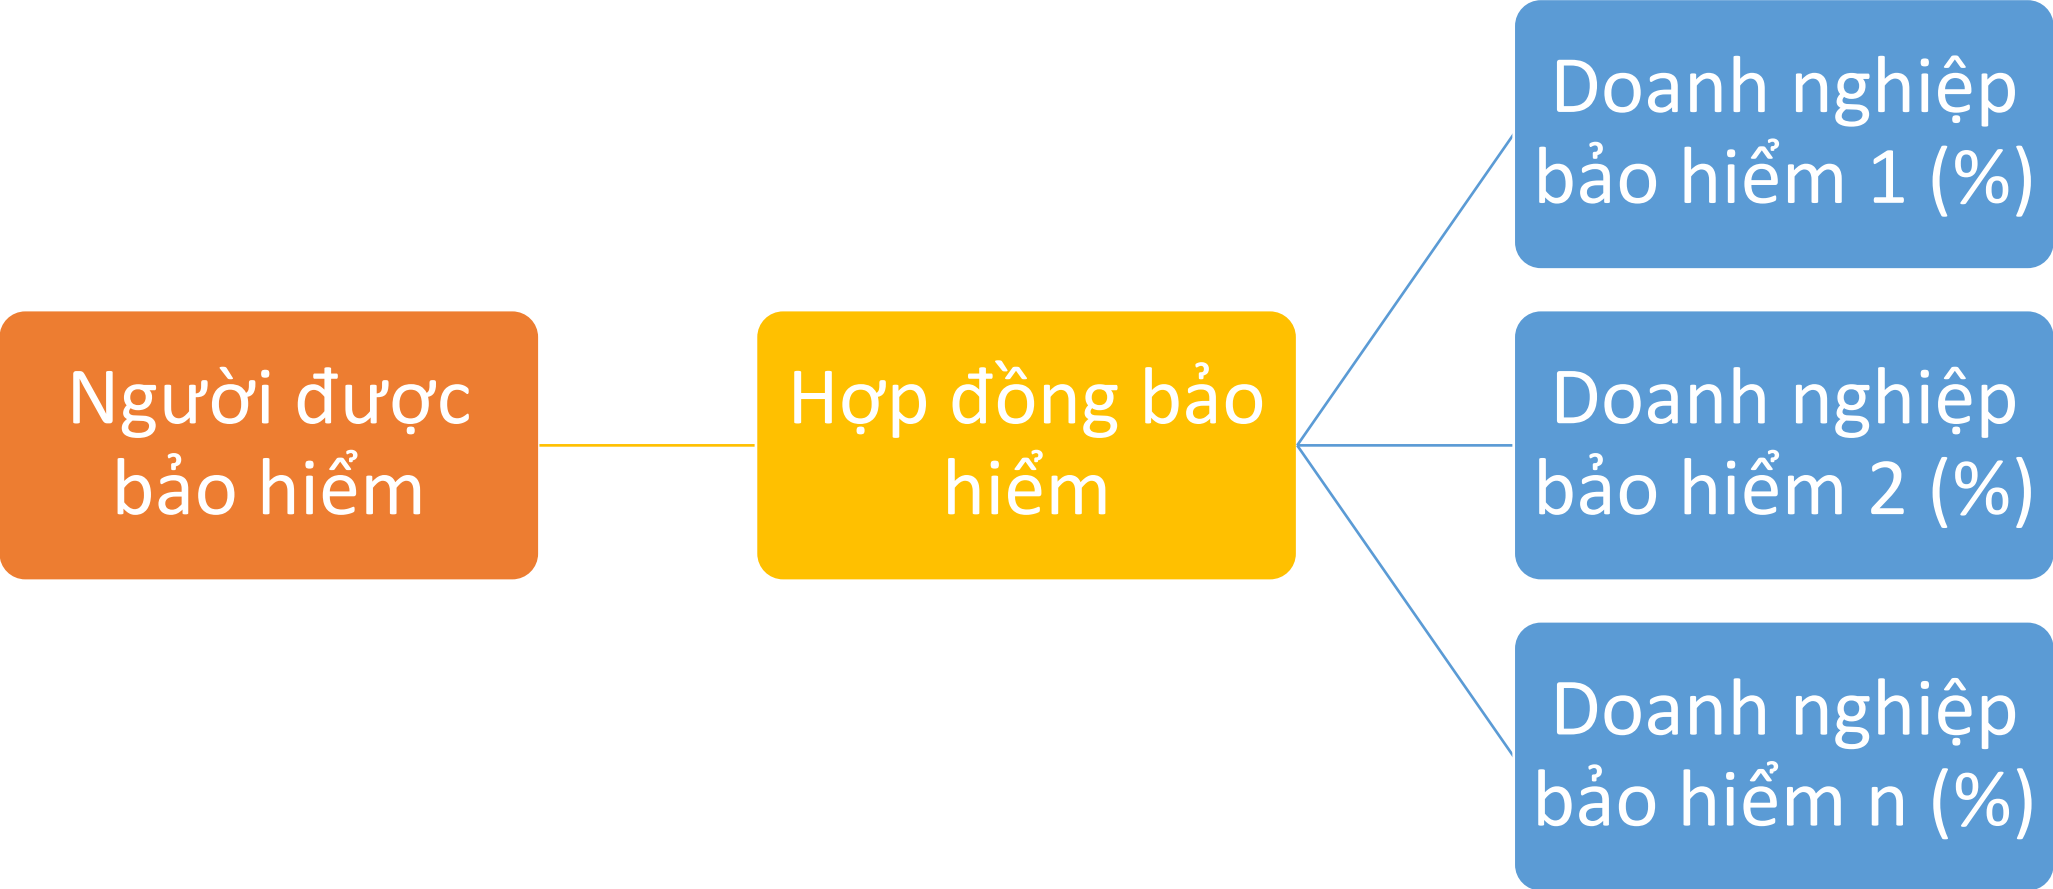 Người được
bảo hiểm
Hợp đồng bảo
hiểm
Doanh nghiệp
bảo hiểm 1 (%)
Doanh nghiệp
bảo hiểm 2 (%)
Doanh nghiệp
bảo hiểm n (%)